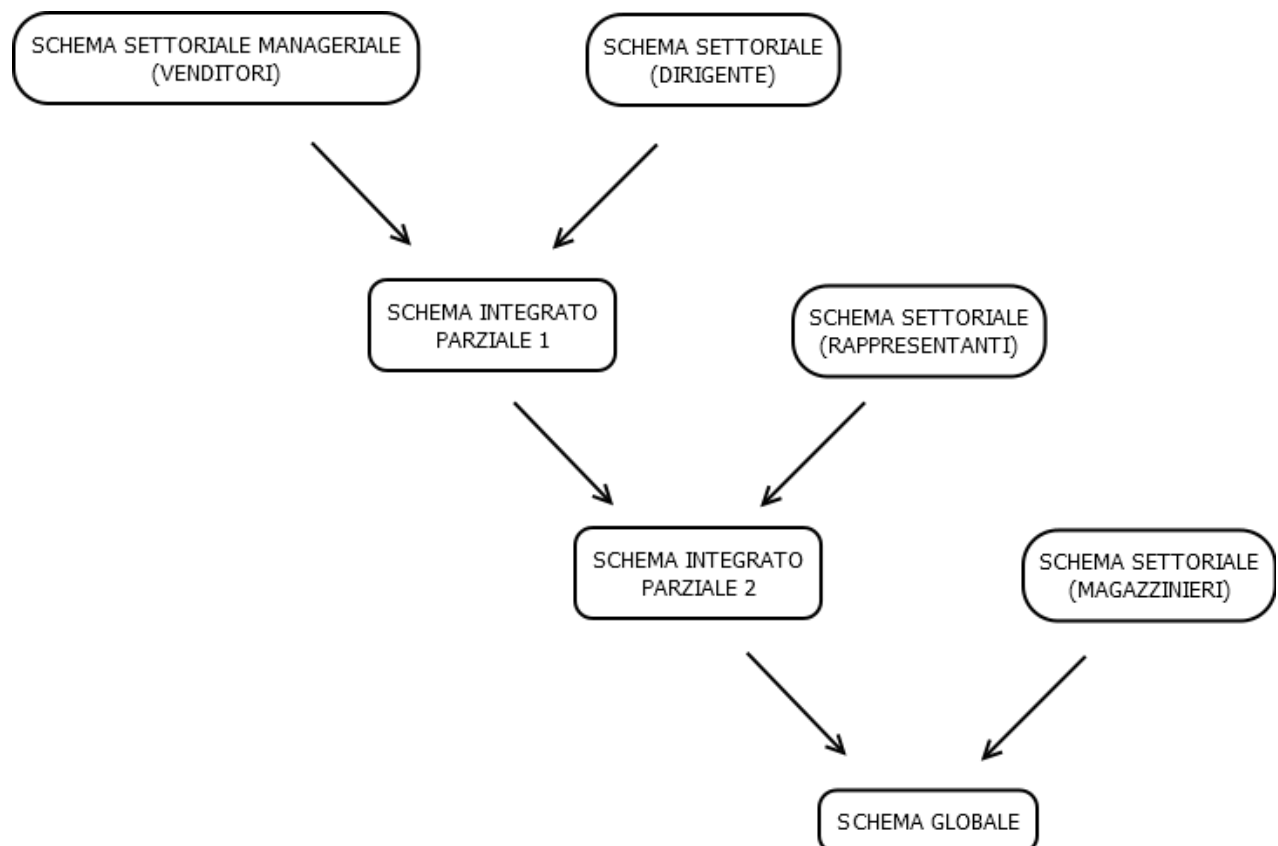 SCHEMA SETTORIALE MANAGERIALE
(VENDITORI)
SCHEMA SETTORIALE
(DIRIGENTE)
SCHEMA INTEGRATO
PARZIALE 1
SCHEMA SETTORIALE
(RAPPRESENTANTI)
SCHEMA INTEGRATO
PARZIALE 2
SCHEMA SETTORIALE
(MAGAZZINIERI)
SCHEMA GLOBALE